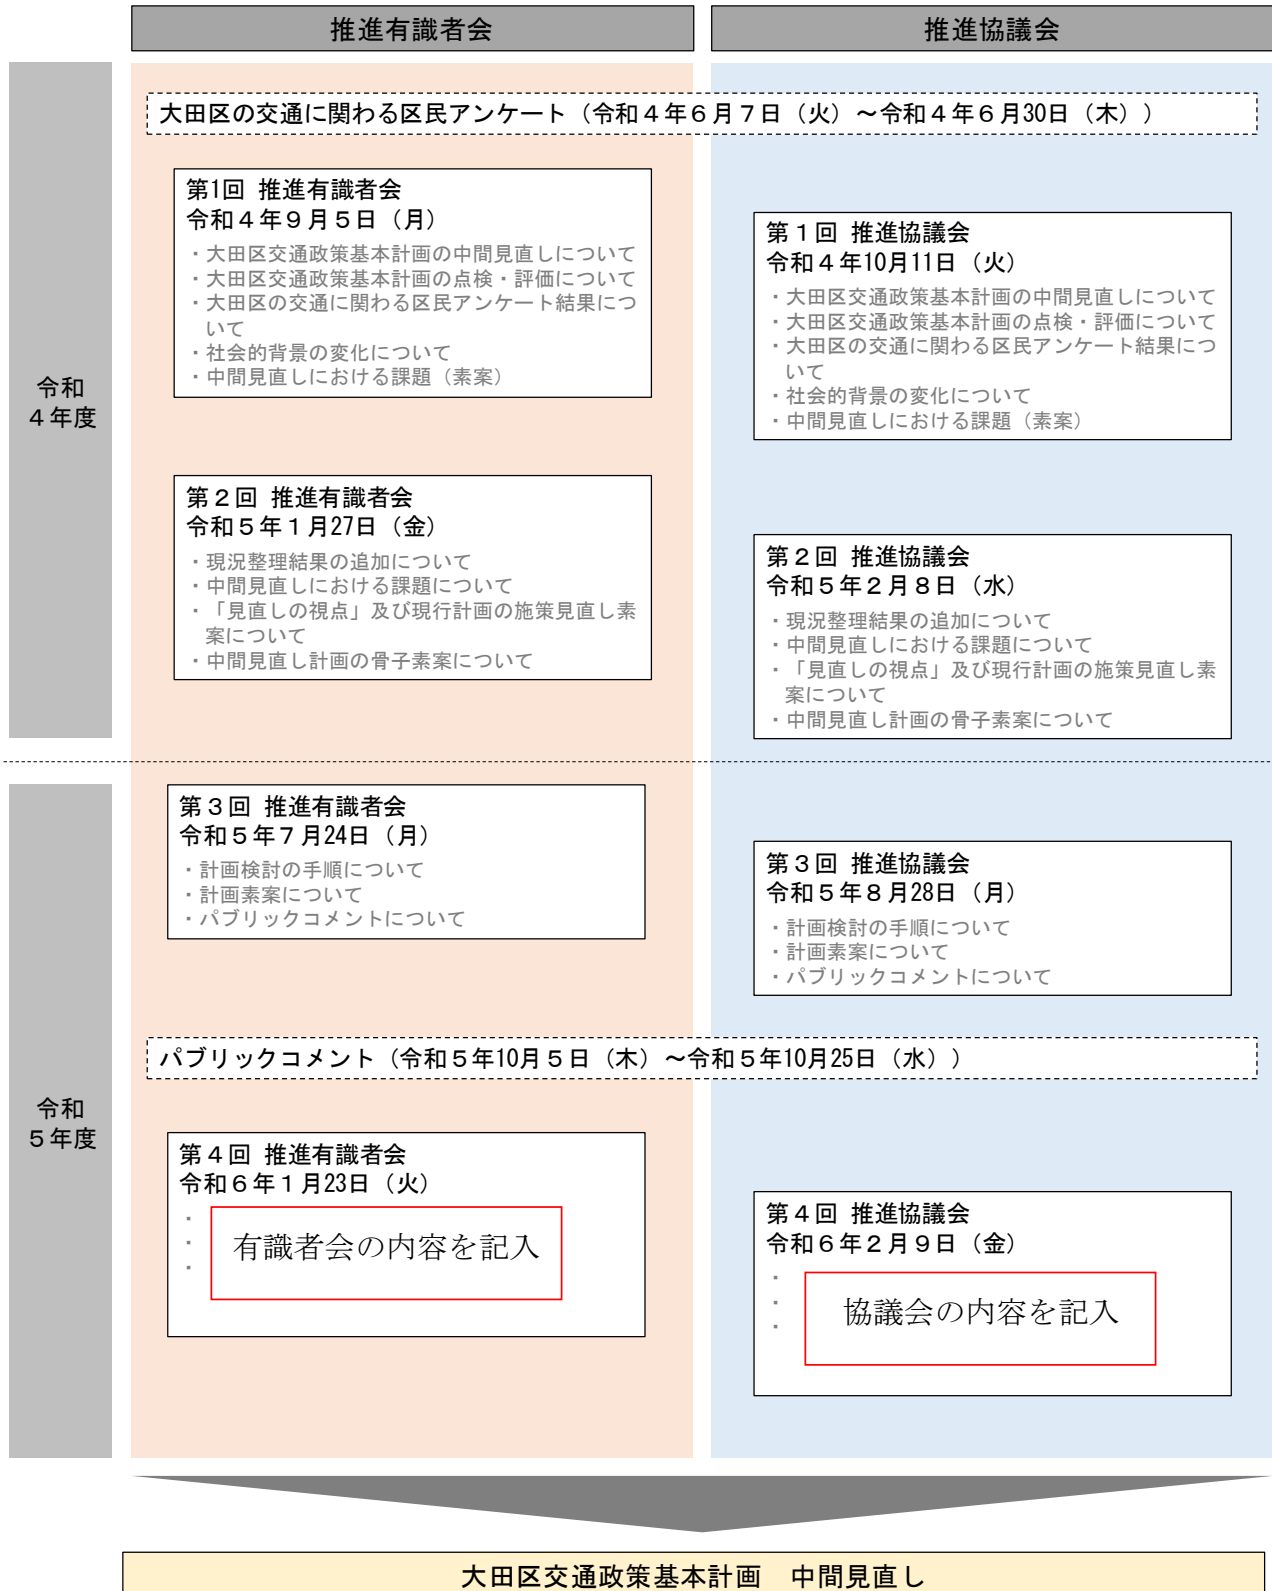 推進有識者会
推進協議会
令和
４年度
大田区の交通に関わる区民アンケート（令和４年６月７日（火）～令和４年６月30日（木））
第1回 推進有識者会
令和４年９月５日（月）
・大田区交通政策基本計画の中間見直しについて
・大田区交通政策基本計画の点検・評価について
・大田区の交通に関わる区民アンケート結果につ
いて
・社会的背景の変化について
・中間見直しにおける課題（素案）
第１回 推進協議会
令和４年10月11日（火）
・大田区交通政策基本計画の中間見直しについて
・大田区交通政策基本計画の点検・評価について
・大田区の交通に関わる区民アンケート結果につ
いて
・社会的背景の変化について
・中間見直しにおける課題（素案）
第２回 推進有識者会
令和５年１月27日（金）
・現況整理結果の追加について
・中間見直しにおける課題について
・「見直しの視点」及び現行計画の施策見直し素
案について
・中間見直し計画の骨子素案について
第２回 推進協議会
令和５年２月８日（水）
・現況整理結果の追加について
・中間見直しにおける課題について
・「見直しの視点」及び現行計画の施策見直し素
案について
・中間見直し計画の骨子素案について
令和
５年度
第３回 推進有識者会
令和５年７月24日（月）
・計画検討の手順について
・計画素案について
・パブリックコメントについて
第３回 推進協議会
令和５年８月28日（月）
・計画検討の手順について
・計画素案について
・パブリックコメントについて
パブリックコメント（令和５年10月５日（木）～令和５年10月25日（水））
第４回 推進有識者会
令和６年１月23日（火）
・
・
・
有識者会の内容を記入
第４回 推進協議会
令和６年２月９日（金）
・
・
・
協議会の内容を記入
大田区交通政策基本計画　中間見直し